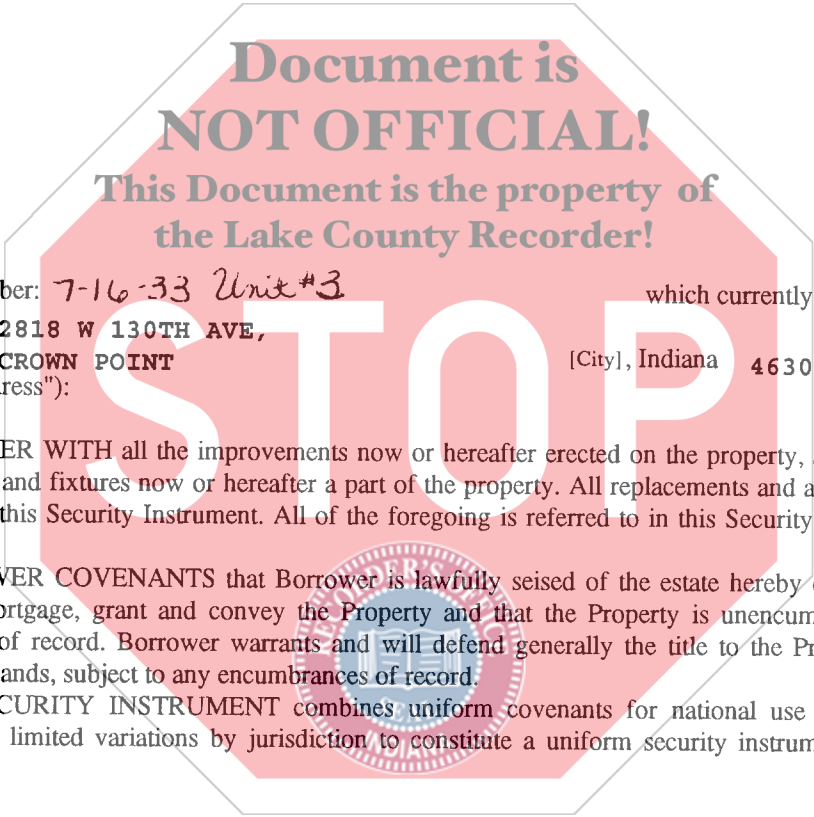 Document is
NOT OFFICIAL!
This Document is the property of
the Lake County Recorder!
ber: 7-16-33 Unit #3 which currently
2818 W 130TH AVE,
CROWN POINT [City], Indiana 4630
ress"):
STOP
ER WITH all the improvements now or hereafter erected on the property,
and fixtures now or hereafter a part of the property. All replacements and a
this Security Instrument. All of the foregoing is referred to in this Security
VER COVENANTS that Borrower is lawfully seised of the estate hereby
ortgage, grant and convey the Property and that the Property is unencum
of record. Borrower warrants and will defend generally the title to the Pr
ands, subject to any encumbrances of record.
CURITY INSTRUMENT combines uniform covenants for national use
limited variations by jurisdiction to constitute a uniform security instrum
RECORDER'S OFFICE
SEAL
INDIANA